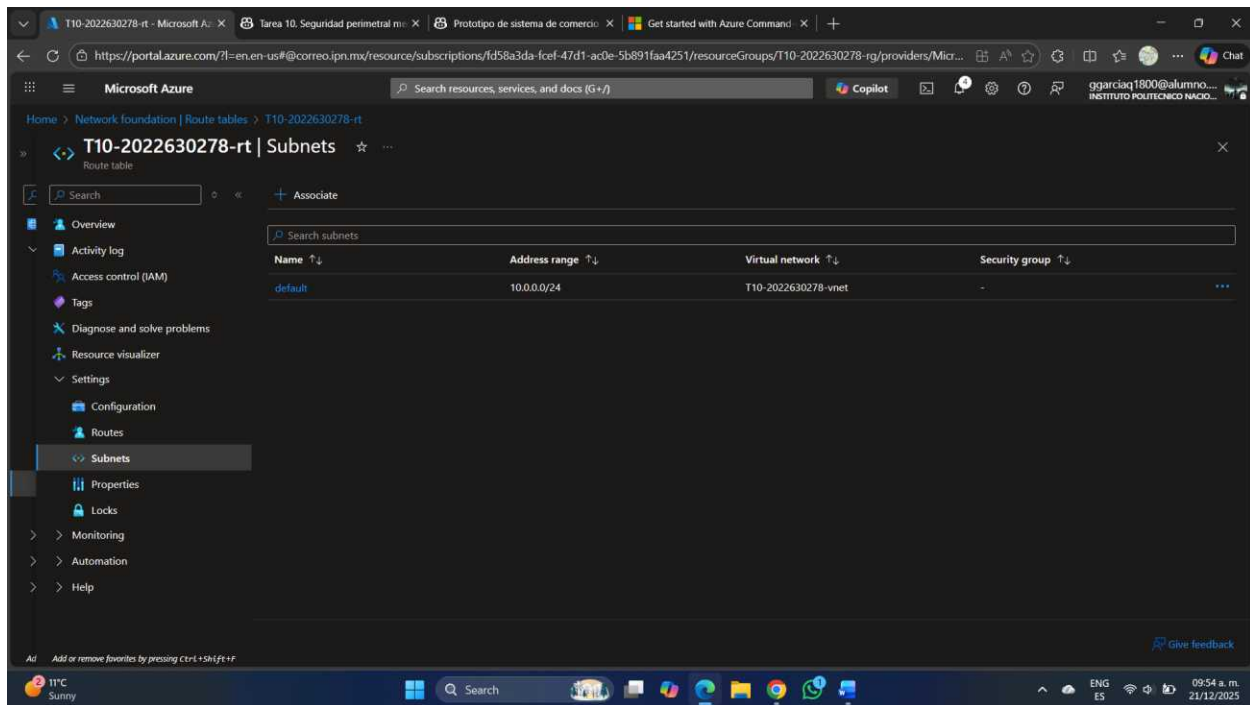 T10-2022630278-rt - Microsoft Az
Tarea 10. Seguridad perimetral me
Prototipo de sistema de comercio
Get started with Azure Command-
https://portal.azure.com/?l=en.en-us#@correo.ipn.mx/resource/subscriptions/fd58a3da-fcef-47d1-ac0e-5b891faa4251/resourceGroups/T10-2022630278-rg/providers/Micr...
Chat
Microsoft Azure
Search resources, services, and docs (G+/)
Copilot
4
ggarciaq1800@alumno....
INSTITUTO POLITECNICO NACIO...
Home > Network foundation | Route tables > T10-2022630278-rt
T10-2022630278-rt | Subnets
Route table
Search
+ Associate
Overview
Activity log
Access control (IAM)
Tags
Diagnose and solve problems
Resource visualizer
Settings
Configuration
Routes
Subnets
Properties
Locks
Monitoring
Automation
Help
Search subnets
Name ↑↓ Address range ↑↓ Virtual network ↑↓ Security group ↑↓
default 10.0.0.0/24 T10-2022630278-vnet -
Give feedback
Ad Add or remove favorites by pressing Ctrl+Shift+F
2
11°C
Sunny
Search
ENG
ES
09:54 a. m.
21/12/2025